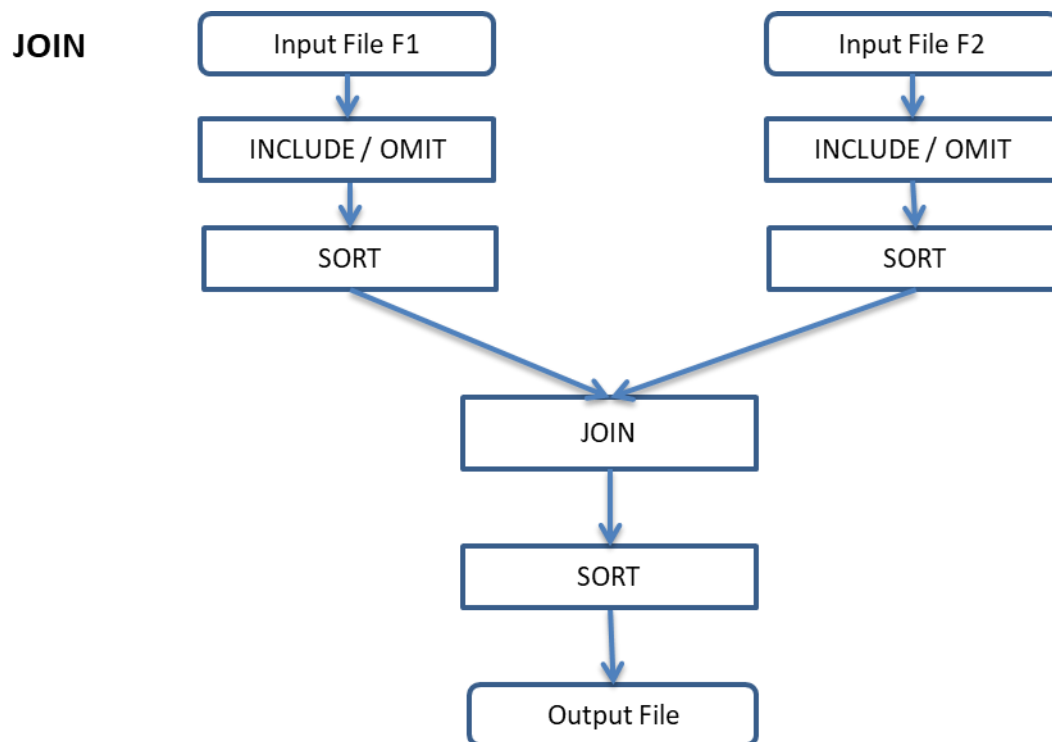 JOIN
Input File F1
Input File F2
INCLUDE / OMIT
INCLUDE / OMIT
SORT
SORT
JOIN
SORT
Output File